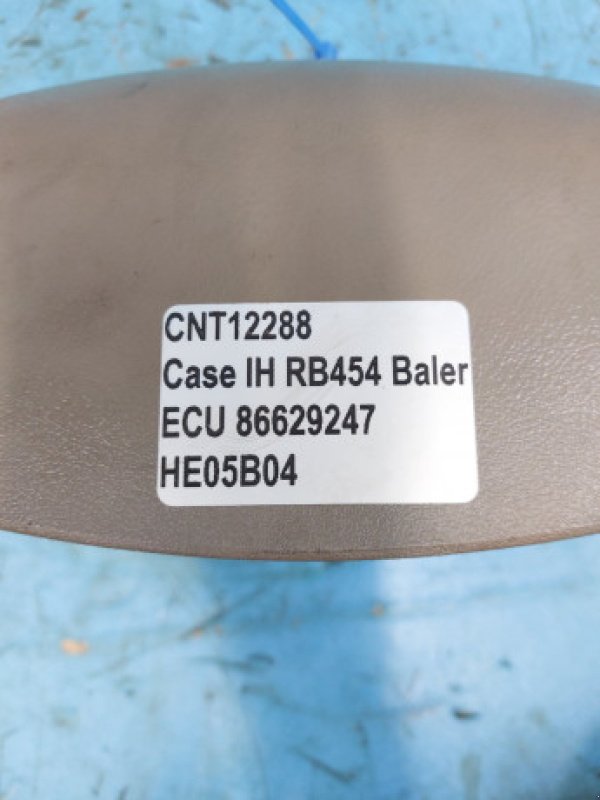 CNT12288
Case IH RB454 Baler
ECU 86629247
HE05B04